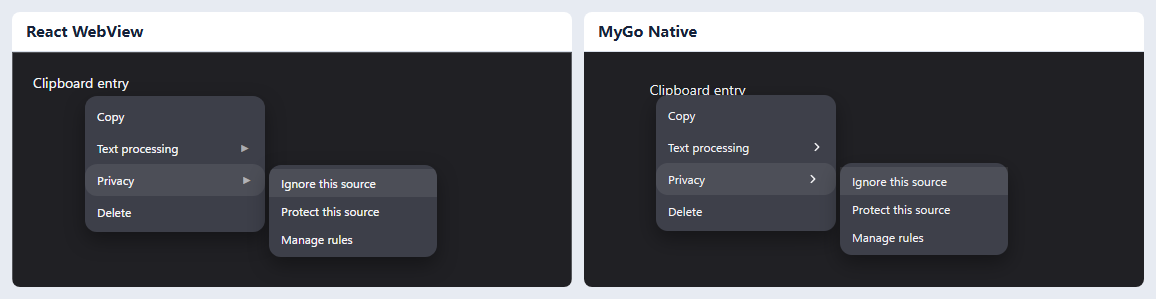 React WebView
Clipboard entry
Copy
Text processing
Privacy
Delete
Ignore this source
Protect this source
Manage rules
MyGo Native
Clipboard entry
Copy
Text processing
Privacy
Delete
Ignore this source
Protect this source
Manage rules